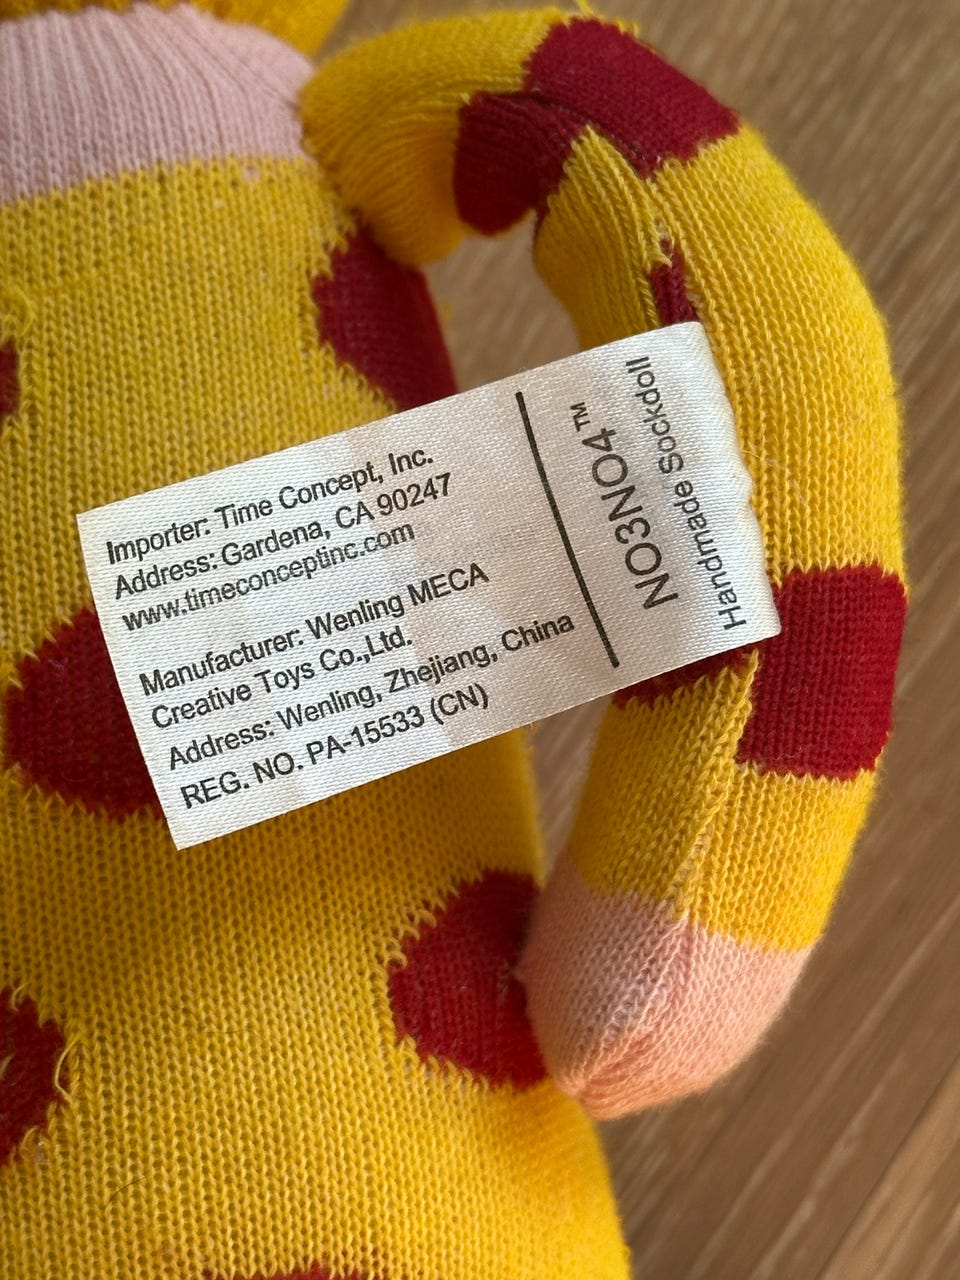 Importer: Time Concept, Inc.
Address: Gardena, CA 90247
www.timeconceptinc.com
Manufacturer: Wenling MECA
Creative Toys Co.,Ltd.
Address: Wenling, Zhejiang, China
REG. NO. PA-15533 (CN)
NO3NO4™
Handmade Sockdoll